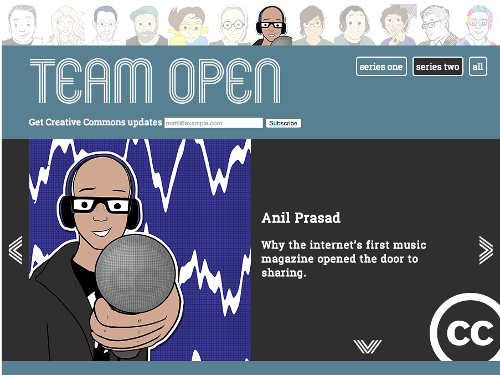 TEAM OPEN
series one
series two
all
Get Creative Commons updates
matt@example.com
Subscribe
Anil Prasad
Why the internet's first music
magazine opened the door to
sharing.
cc